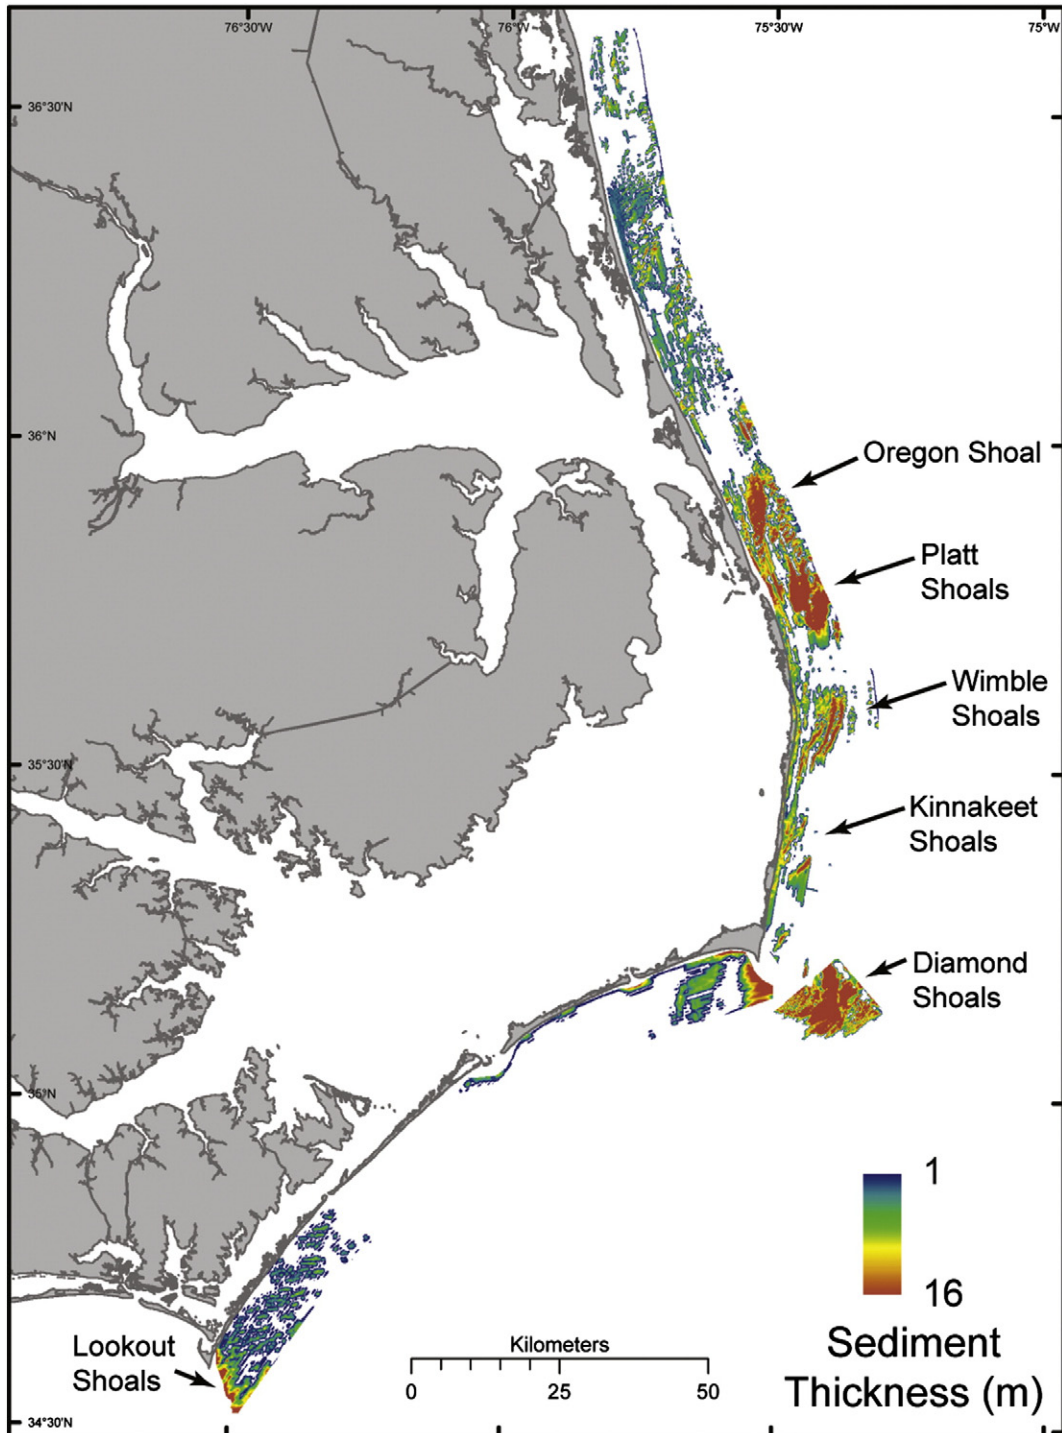 76°30'W 76°W 75°30'W 75°W
36°30'N
36°N
Oregon Shoal
Platt
Shoals
Wimble
Shoals
35°30'N
Kinnakeet
Shoals
Diamond
Shoals
35°N
1
16
Sediment
Thickness (m)
Lookout
Shoals
Kilometers
0 25 50
34°30'N